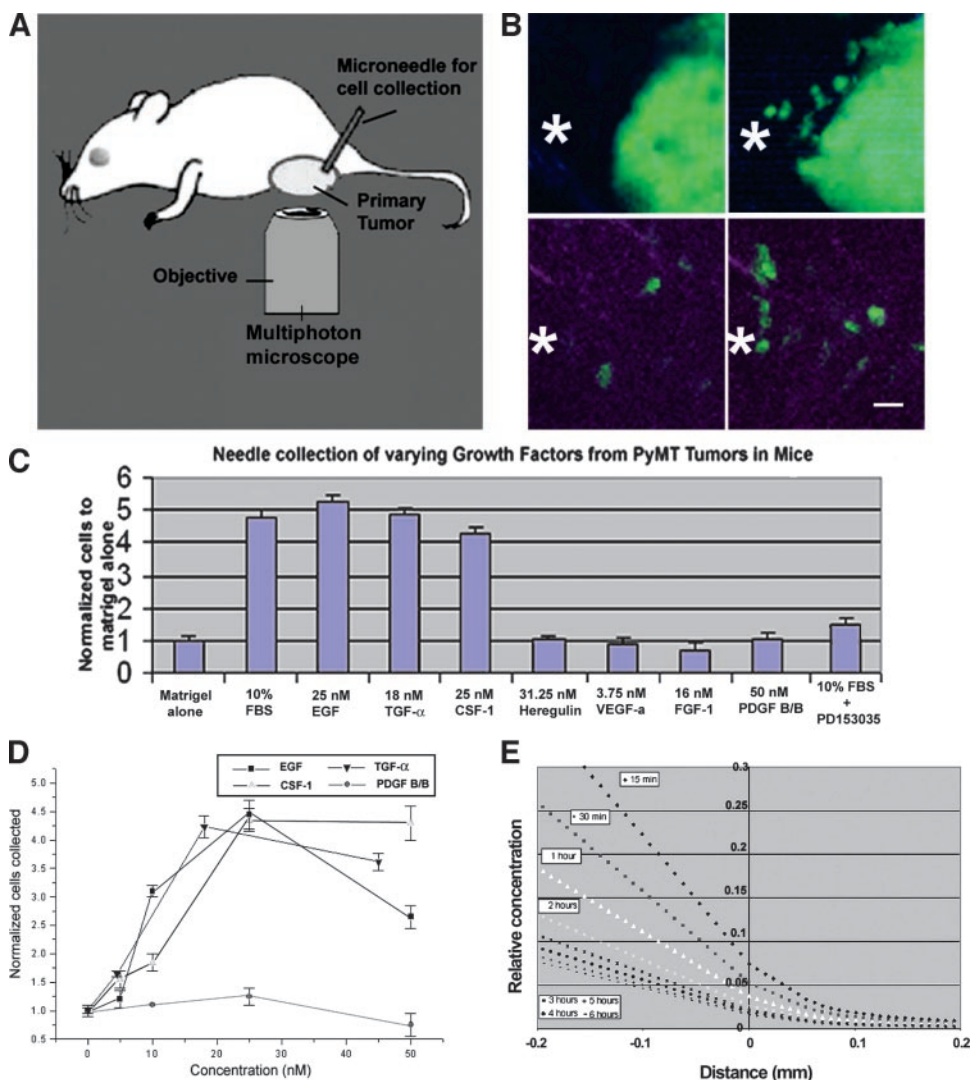 A
Microneedle for
cell collection
Primary
Tumor
Objective
Multiphoton
microscope
B
*
*
*
*
C
Needle collection of varying Growth Factors from PyMT Tumors in Mice
Normalized cells to
matrigel alone
6
5
4
3
2
1
0
Matrigel
alone
10%
FBS
25 nM
EGF
18 nM
TGF-α
25 nM
CSF-1
31.25 nM
Heregulin
3.75 nM
VEGF-a
16 nM
FGF-1
50 nM
PDGF B/B
10% FBS
+
PD153035
D
Normalized cells collected
EGF
TGF-α
CSF-1
PDGF B/B
5.0
4.5
4.0
3.5
3.0
2.5
2.0
1.5
1.0
0.5
0
10
20
30
40
50
Concentration (nM)
E
Relative concentration
0.3
0.25
0.2
0.15
0.1
0.05
0
15 min
30 min
1 hour
2 hours
3 hours
5 hours
4 hours
6 hours
-0.2
-0.1
0
0.1
0.2
Distance (mm)